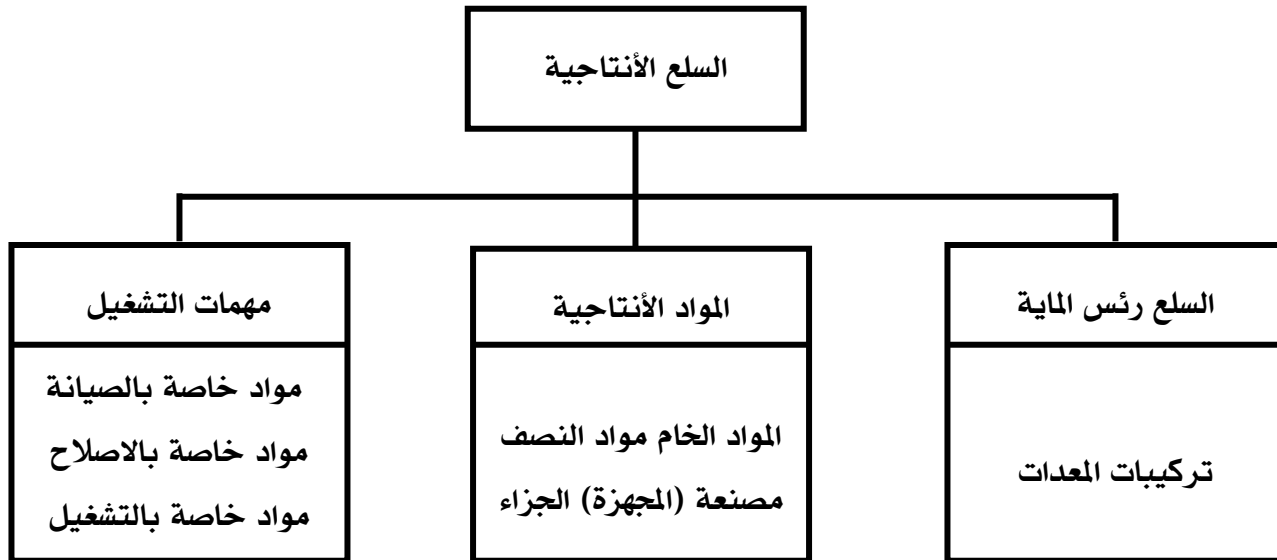 السلع الأنتاجية
السلع رئس الماية
تركيبات المعدات
المواد الأنتاجية
المواد الخام مواد النصف
مصنعة (المجهزة) الجزاء
مهمات التشغيل
مواد خاصة بالصيانة
مواد خاصة بالاصلاح
مواد خاصة بالتشغيل